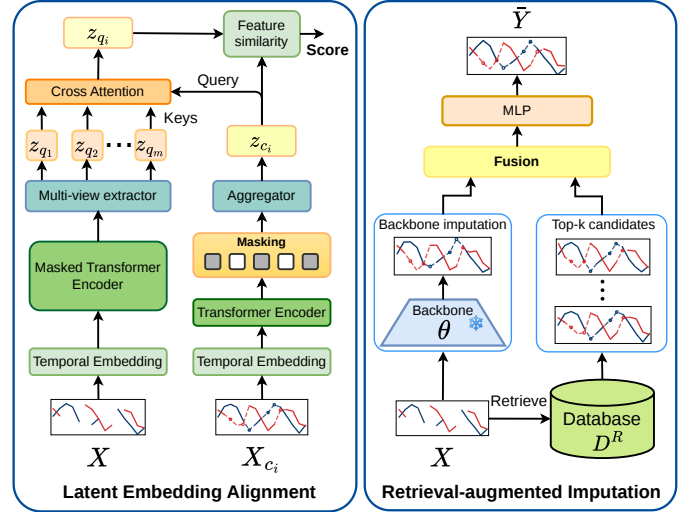 z_{q_i}
Feature
similarity
Score
Cross Attention
Query
Keys
z_{q_1} z_{q_2} ... z_{q_m}
z_{c_i}
Multi-view extractor
Aggregator
Masking
Masked Transformer
Encoder
Transformer Encoder
Temporal Embedding
Temporal Embedding
X
X_{c_i}
Latent Embedding Alignment
Ȳ
MLP
Fusion
Backbone imputation
Top-k candidates
Backbone
θ
Retrieve
Database
D^R
X
Retrieval-augmented Imputation